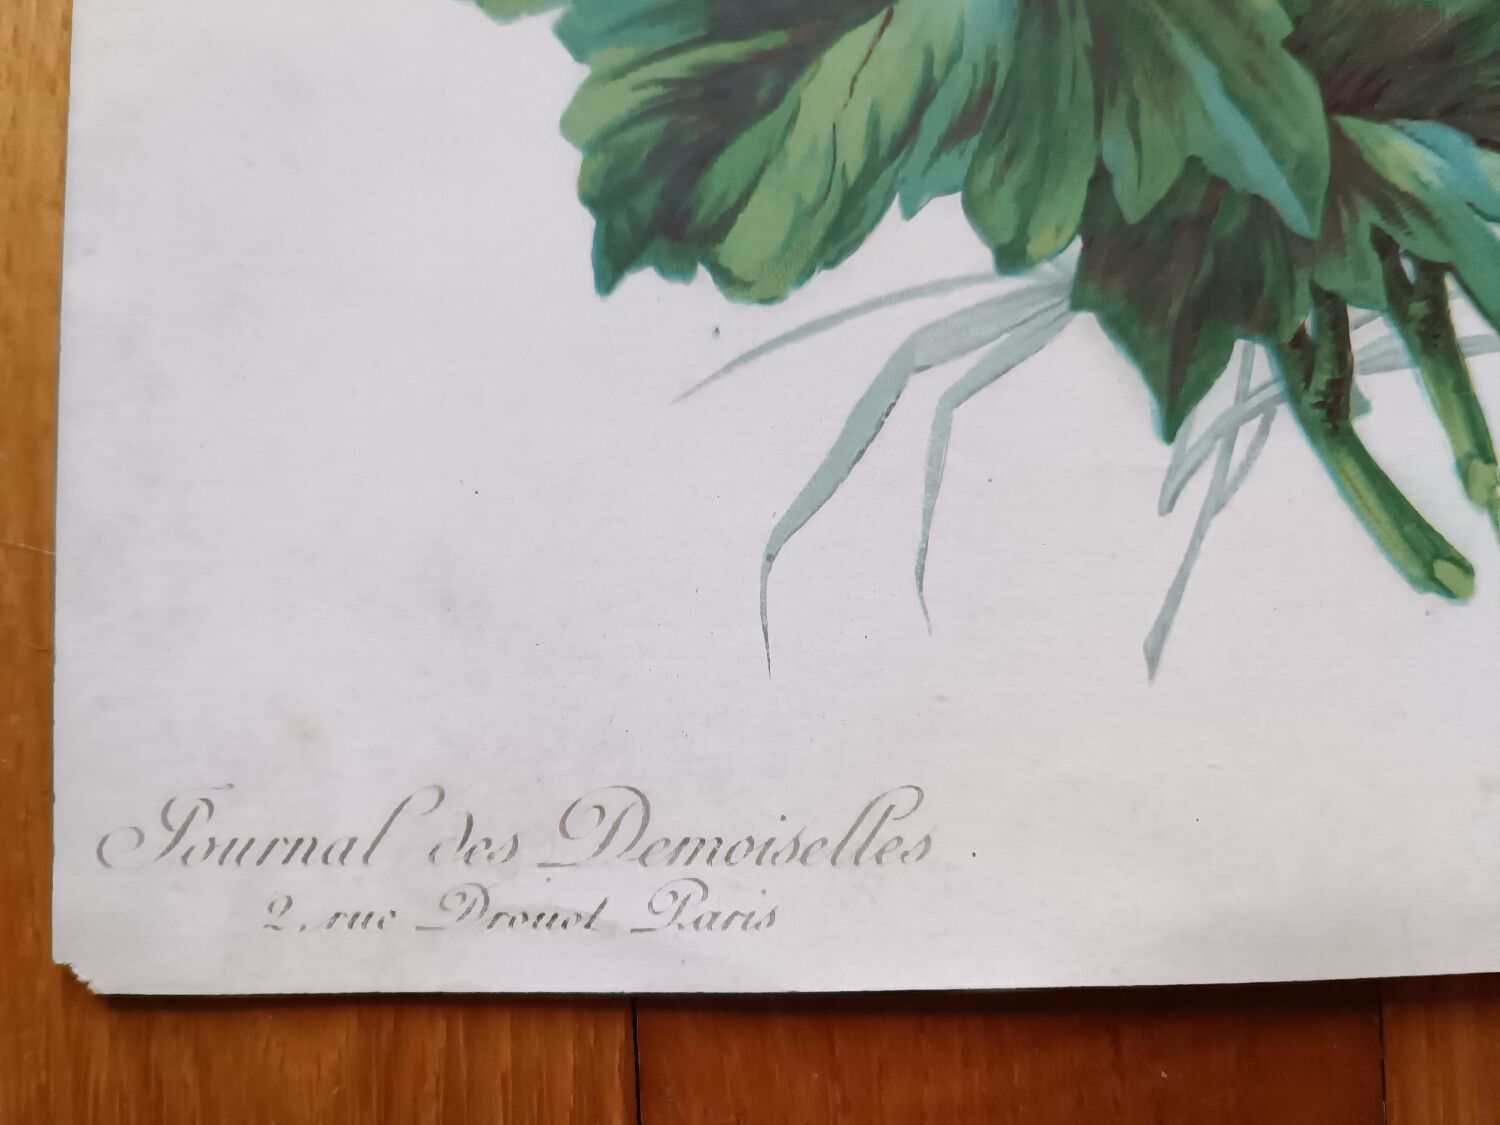 Journal des Demoiselles.
2, rue Drouot Paris